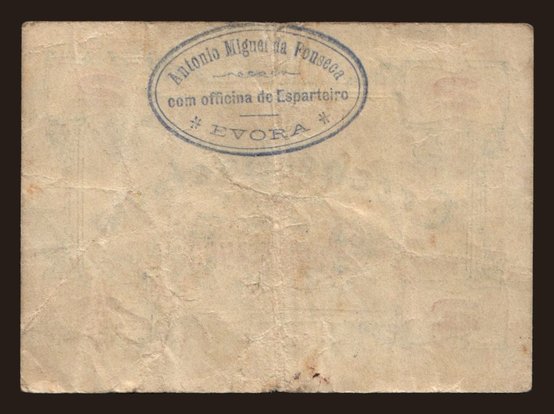 Antonio Miguel da Fonseca
com officina de Esparteiro
* EVORA *